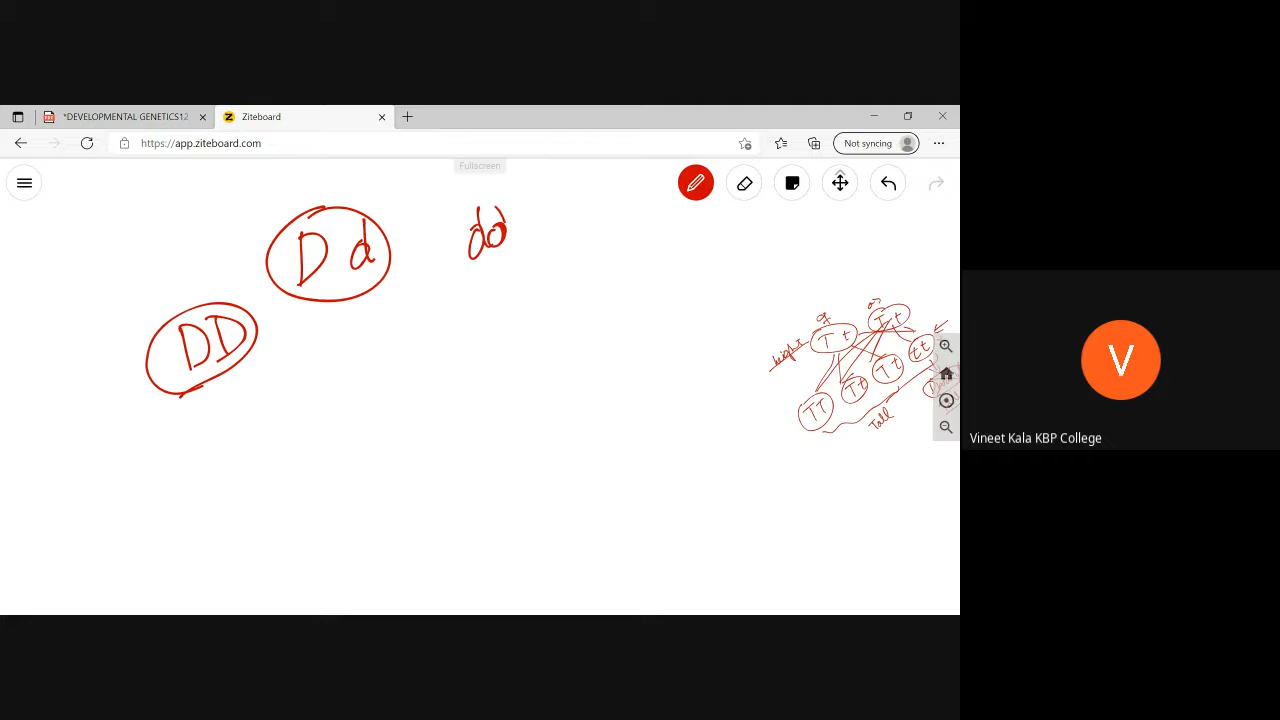 *DEVELOPMENTAL GENETICS12
Ziteboard
https://app.ziteboard.com
Not syncing
Fullscreen
D d
dd
DD
height
T t
T t
TT
Tt
Tt
tt
Tall
V
Vineet Kala KBP College